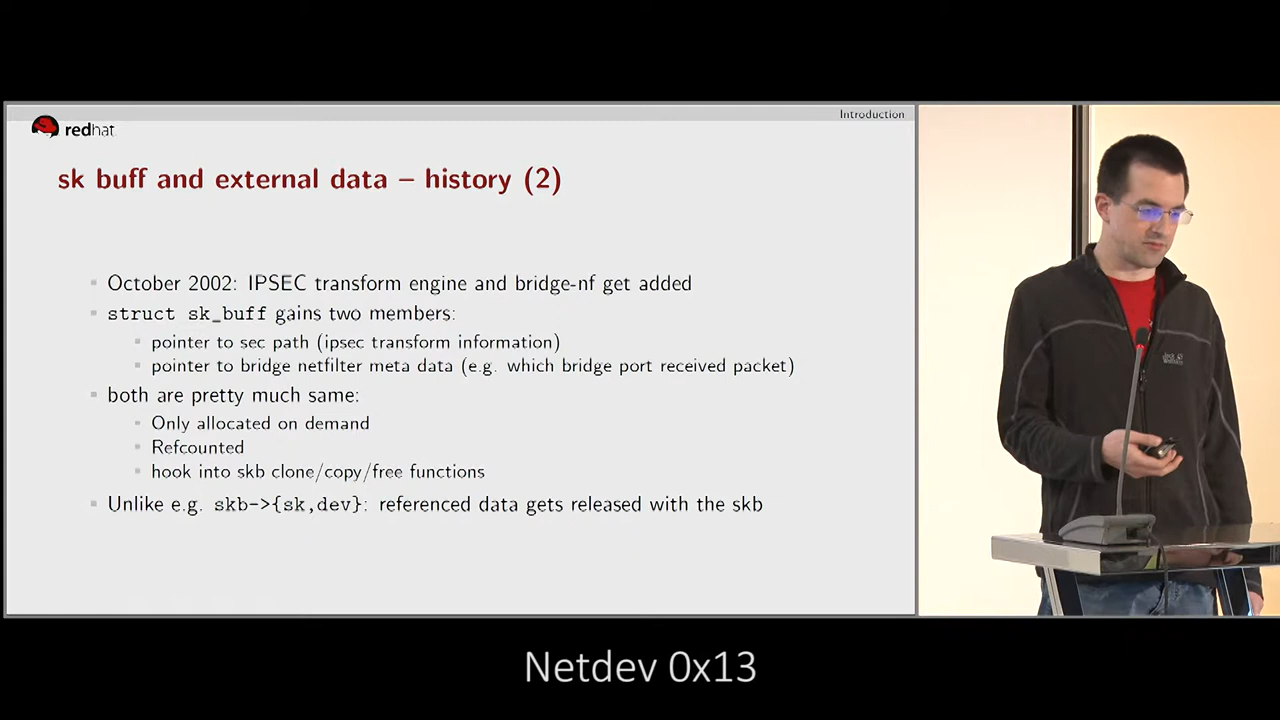 Introduction
redhat
sk buff and external data – history (2)
October 2002: IPSEC transform engine and bridge-nf get added
struct sk_buff gains two members:
pointer to sec path (ipsec transform information)
pointer to bridge netfilter meta data (e.g. which bridge port received packet)
both are pretty much same:
Only allocated on demand
Refcounted
hook into skb clone/copy/free functions
Unlike e.g. skb->{sk,dev}: referenced data gets released with the skb
Netdev 0x13